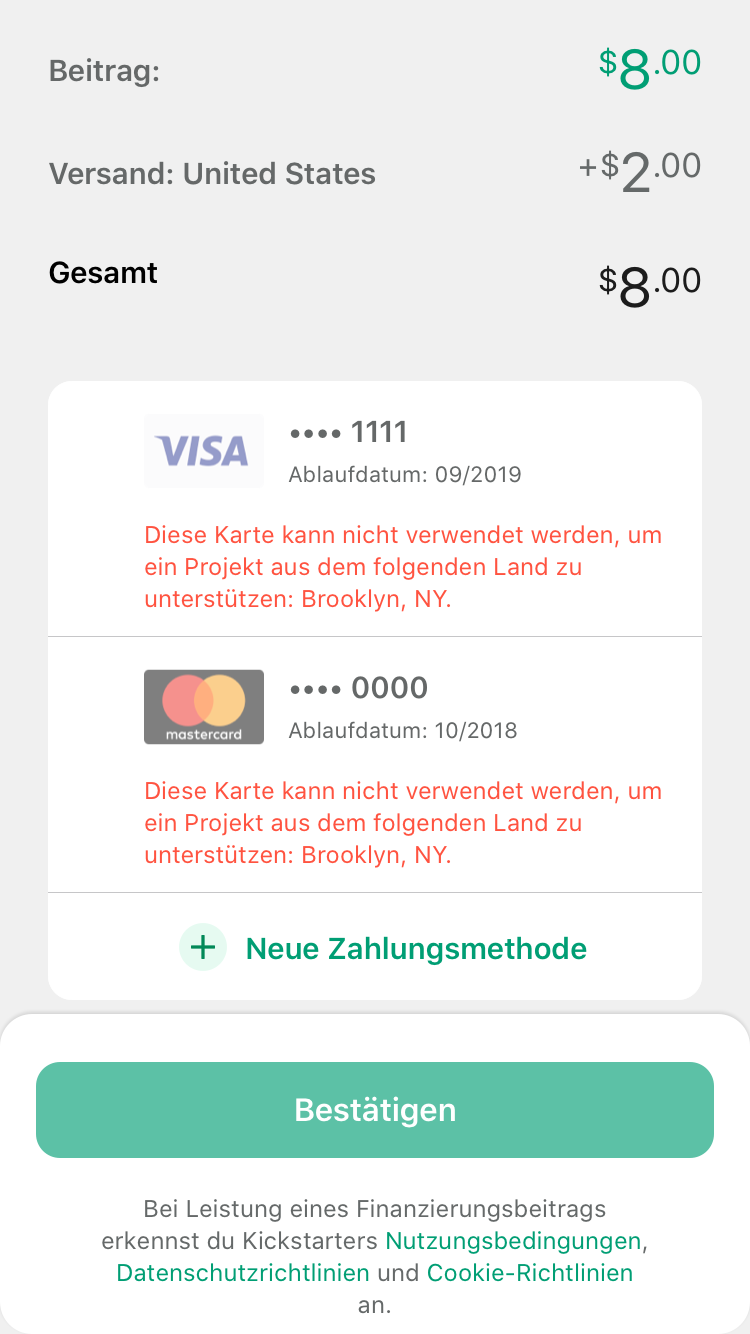 Beitrag: $8.00
Versand: United States +$2.00
Gesamt $8.00
VISA •••• 1111
Ablaufdatum: 09/2019
Diese Karte kann nicht verwendet werden, um
ein Projekt aus dem folgenden Land zu
unterstützen: Brooklyn, NY.
•••• 0000
mastercard Ablaufdatum: 10/2018
Diese Karte kann nicht verwendet werden, um
ein Projekt aus dem folgenden Land zu
unterstützen: Brooklyn, NY.
+ Neue Zahlungsmethode
Bestätigen
Bei Leistung eines Finanzierungsbeitrags
erkennst du Kickstarters Nutzungsbedingungen,
Datenschutzrichtlinien und Cookie-Richtlinien
an.